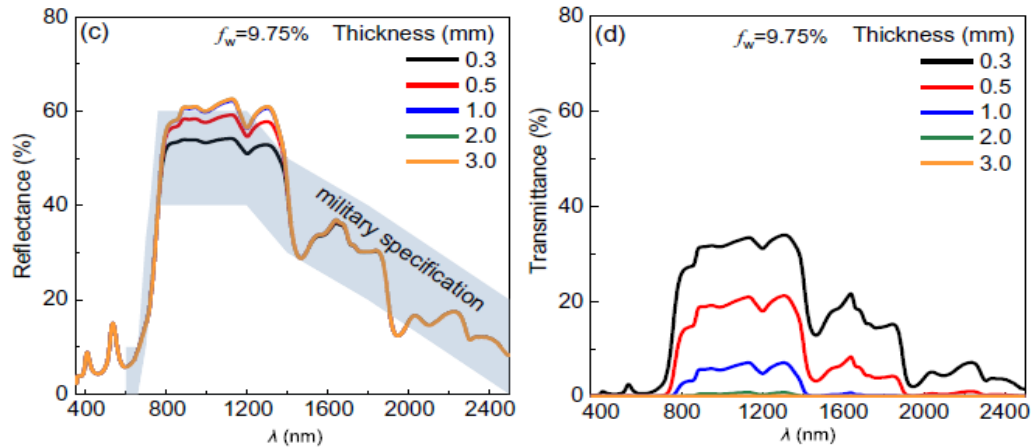 (c)
f_w=9.75%
Thickness (mm)
0.3
0.5
1.0
2.0
3.0
military specification
Reflectance (%)
80
60
40
20
0
400 800 1200 1600 2000 2400
λ (nm)
(d)
f_w=9.75%
Thickness (mm)
0.3
0.5
1.0
2.0
3.0
Transmittance (%)
80
60
40
20
0
400 800 1200 1600 2000 2400
λ (nm)